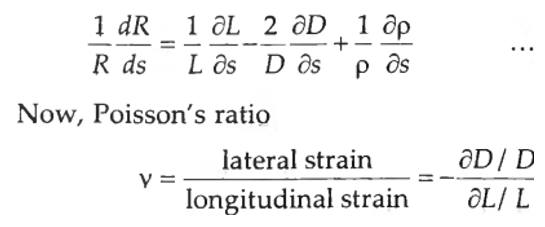 1/R dR/ds = 1/L ∂L/∂s - 2/D ∂D/∂s + 1/ρ ∂ρ/∂s ...
Now, Poisson's ratio
ν = lateral strain / longitudinal strain = - ∂D/D / ∂L/L